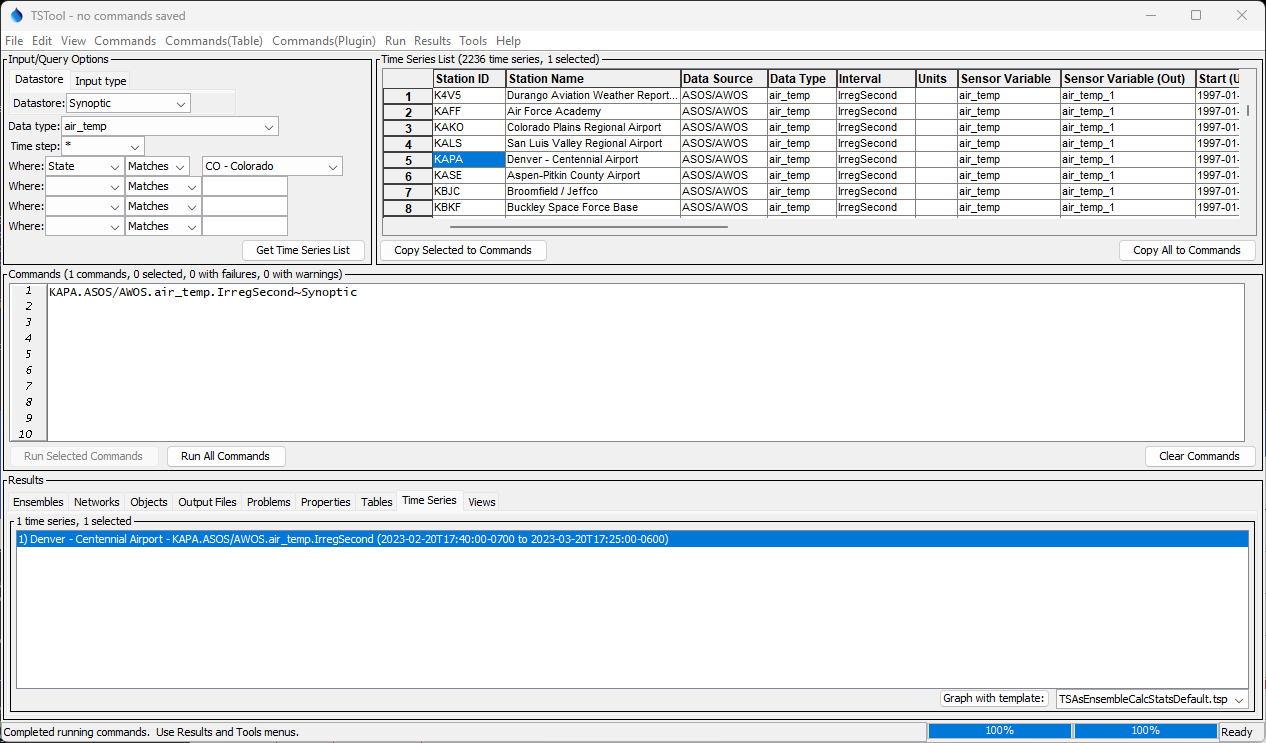 TSTool - no commands saved
File Edit View Commands Commands(Table) Commands(Plugin) Run Results Tools Help
Input/Query Options
Datastore Input type
Datastore: Synoptic
Data type: air_temp
Time step: *
Where: State Matches CO - Colorado
Where: Matches
Where: Matches
Where: Matches
Get Time Series List
Time Series List (2236 time series, 1 selected)
Station ID Station Name Data Source Data Type Interval Units Sensor Variable Sensor Variable (Out) Start (U
1 K4V5 Durango Aviation Weather Report... ASOS/AWOS air_temp IrregSecond air_temp air_temp_1 1997-01-
2 KAFF Air Force Academy ASOS/AWOS air_temp IrregSecond air_temp air_temp_1 1997-01-
3 KAKO Colorado Plains Regional Airport ASOS/AWOS air_temp IrregSecond air_temp air_temp_1 1997-01-
4 KALS San Luis Valley Regional Airport ASOS/AWOS air_temp IrregSecond air_temp air_temp_1 1997-01-
5 KAPA Denver - Centennial Airport ASOS/AWOS air_temp IrregSecond air_temp air_temp_1 1997-01-
6 KASE Aspen-Pitkin County Airport ASOS/AWOS air_temp IrregSecond air_temp air_temp_1 1997-01-
7 KBJC Broomfield / Jeffco ASOS/AWOS air_temp IrregSecond air_temp air_temp_1 1997-01-
8 KBKF Buckley Space Force Base ASOS/AWOS air_temp IrregSecond air_temp air_temp_1 1997-01-
Copy Selected to Commands Copy All to Commands
Commands (1 commands, 0 selected, 0 with failures, 0 with warnings)
1 KAPA.ASOS/AWOS.air_temp.IrregSecond~Synoptic
2
3
4
5
6
7
8
9
10
Run Selected Commands Run All Commands Clear Commands
Results
Ensembles Networks Objects Output Files Problems Properties Tables Time Series Views
1 time series, 1 selected
1) Denver - Centennial Airport - KAPA.ASOS/AWOS.air_temp.IrregSecond (2023-02-20T17:40:00-0700 to 2023-03-20T17:25:00-0600)
Graph with template: TSAsEnsembleCalcStatsDefault.tsp
Completed running commands. Use Results and Tools menus. 100% 100% Ready